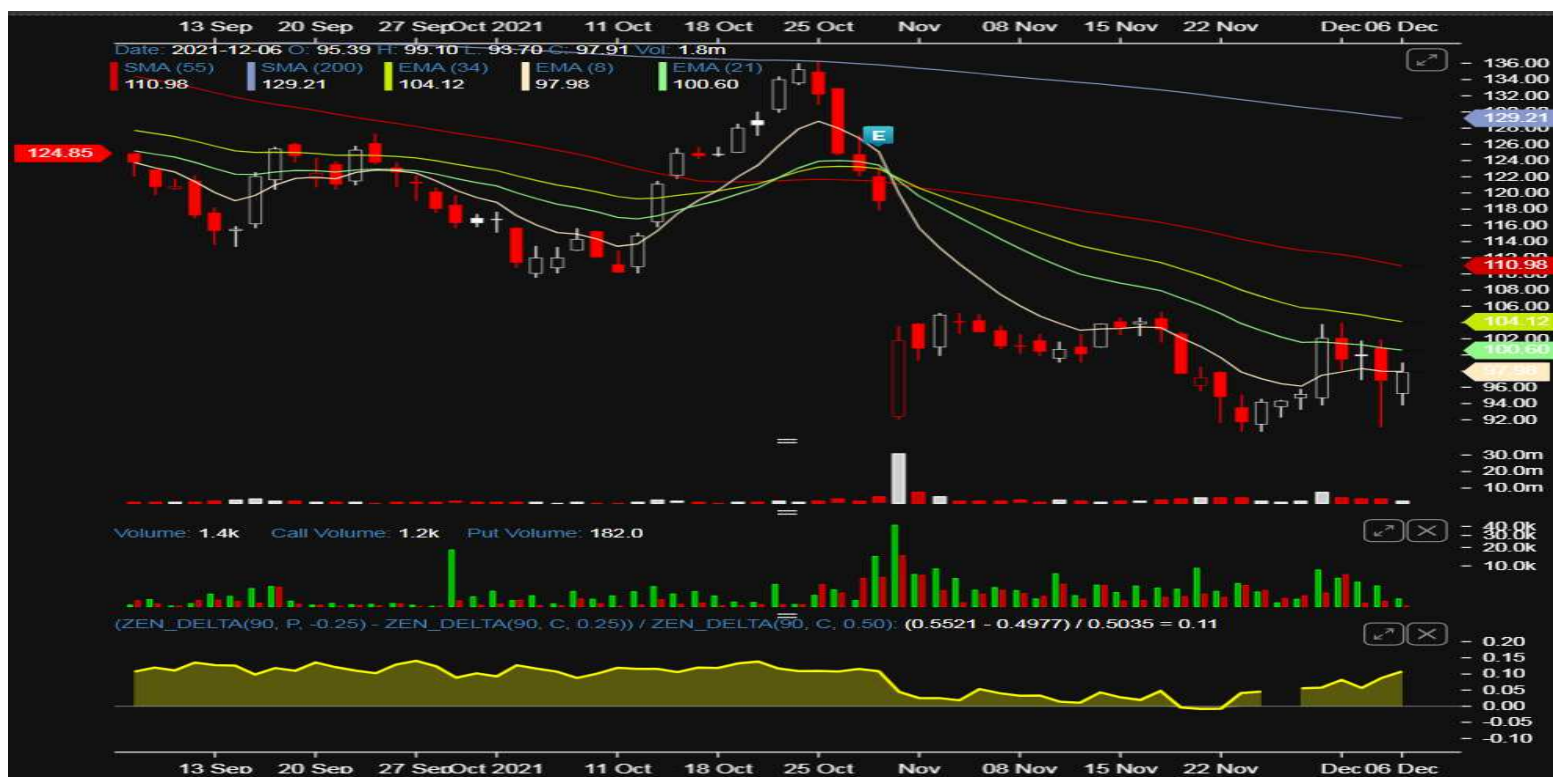 13 Sep 20 Sep 27 Sep Oct 2021 11 Oct 18 Oct 25 Oct Nov 08 Nov 15 Nov 22 Nov Dec 06 Dec
Date: 2021-12-06 O: 95.39 H: 99.10 L: 93.70 C: 97.91 Vol: 1.8m
SMA (55) SMA (200) EMA (34) EMA (8) EMA (21)
110.98 129.21 104.12 97.98 100.60
E
136.00
134.00
132.00
129.21
128.00
126.00
124.85
124.00
122.00
120.00
118.00
116.00
114.00
110.98
108.00
106.00
104.12
102.00
100.60
97.98
96.00
94.00
92.00
30.0m
20.0m
10.0m
Volume: 1.4k Call Volume: 1.2k Put Volume: 182.0
40.0k
30.0k
20.0k
10.0k
(ZEN_DELTA(90, P, -0.25) - ZEN_DELTA(90, C, 0.25)) / ZEN_DELTA(90, C, 0.50): (0.5521 - 0.4977) / 0.5035 = 0.11
0.20
0.15
0.10
0.05
0.00
-0.05
-0.10
13 Sep 20 Sep 27 Sep Oct 2021 11 Oct 18 Oct 25 Oct Nov 08 Nov 15 Nov 22 Nov Dec 06 Dec